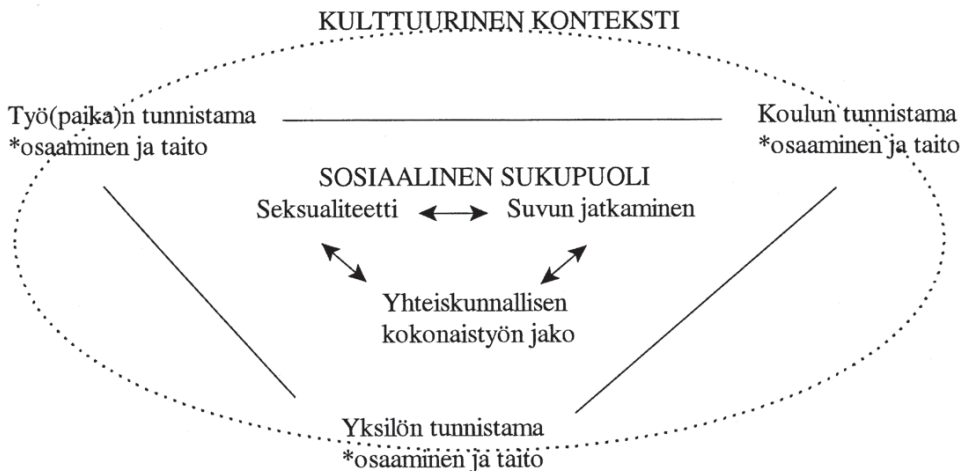 KULTTUURINEN KONTEKSTI
Työ(paika)n tunnistama
*osaaminen ja taito
Koulun tunnistama
*osaaminen ja taito
SOSIAALINEN SUKUPUOLI
Seksualiteetti
Suvun jatkaminen
Yhteiskunnallisen
kokonaistyön jako
Yksilön tunnistama
*osaaminen ja taito